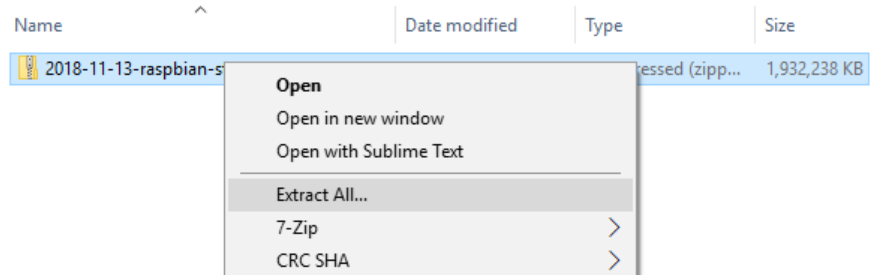 Name Date modified Type Size
2018-11-13-raspbian-s ressed (zipp... 1,932,238 KB
Open
Open in new window
Open with Sublime Text
Extract All...
7-Zip
CRC SHA